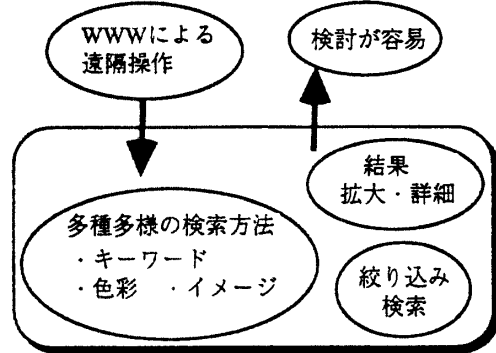 WWWによる
遠隔操作
検討が容易
結果
拡大・詳細
多種多様の検索方法
・キーワード
・色彩　・イメージ
絞り込み
検索